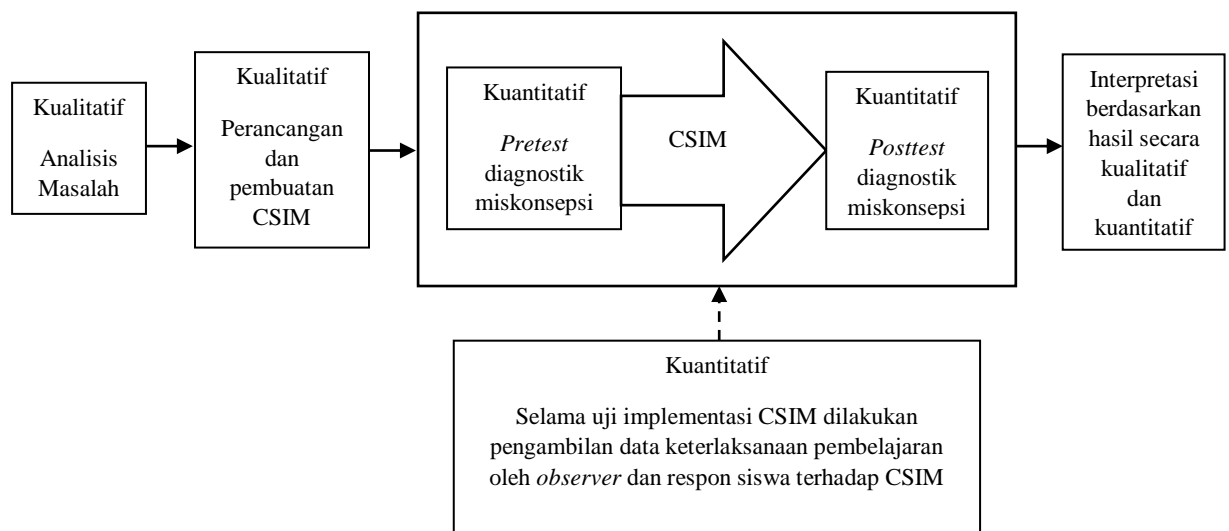 Kualitatif
Analisis
Masalah
Kualitatif
Perancangan
dan
pembuatan
CSIM
Kuantitatif
Pretest
diagnostik
miskonsepsi
CSIM
Kuantitatif
Posttest
diagnostik
miskonsepsi
Interpretasi
berdasarkan
hasil secara
kualitatif
dan
kuantitatif
Kuantitatif
Selama uji implementasi CSIM dilakukan
pengambilan data keterlaksanaan pembelajaran
oleh observer dan respon siswa terhadap CSIM